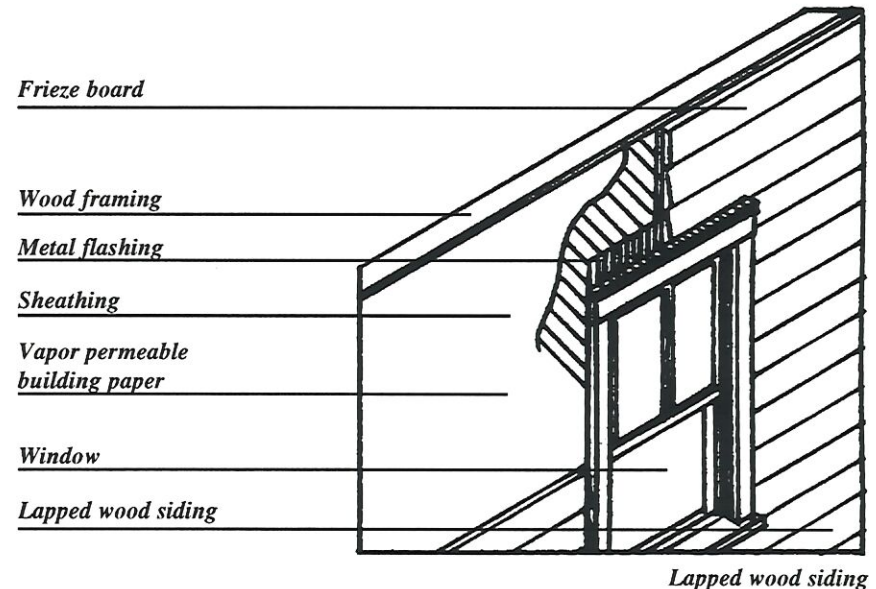 Frieze board
Wood framing
Metal flashing
Sheathing
Vapor permeable
building paper
Window
Lapped wood siding
Lapped wood siding